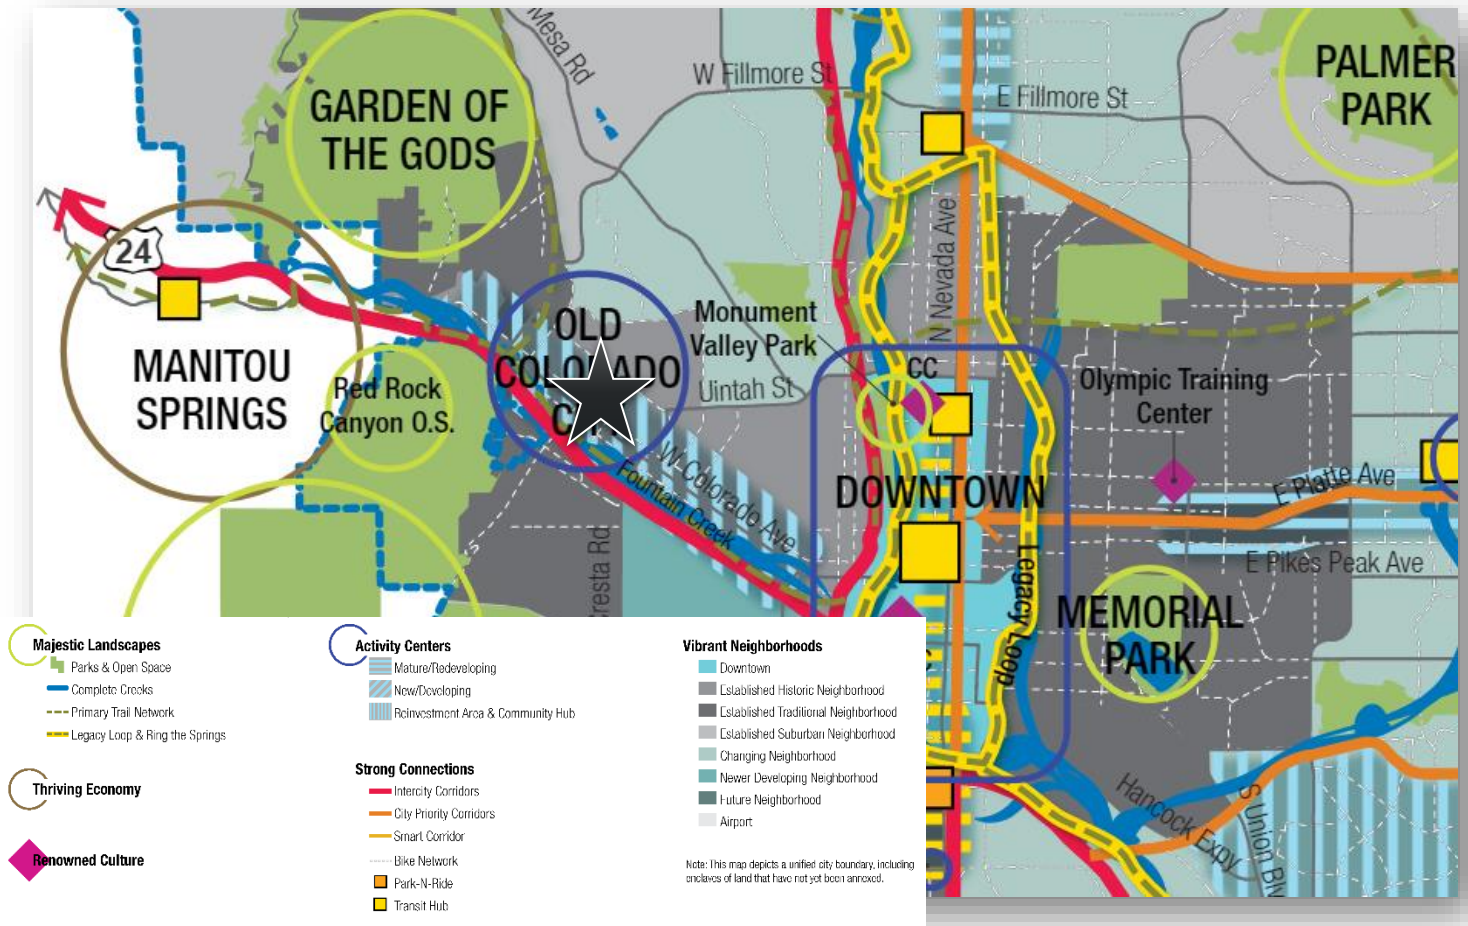 Mesa Rd
W Fillmore St
E Fillmore St
PALMER
PARK
GARDEN OF
THE GODS
24
N Nevada Ave
MANITOU
SPRINGS
Red Rock
Canyon O.S.
OLD
COLORADO
Monument
Valley Park
Uintah St
CC
Olympic Training
Center
W Colorado Ave
Fountain Creek
DOWNTOWN
E Platte Ave
E Pikes Peak Ave
Legacy Loop
MEMORIAL
PARK
Hancock Expy
S Union Blv
Majestic Landscapes
Parks & Open Space
Complete Creeks
Primary Trail Network
Legacy Loop & Ring the Springs
Thriving Economy
Renowned Culture
Activity Centers
Mature/Redeveloping
New/Developing
Reinvestment Area & Community Hub
Strong Connections
Intercity Corridors
City Priority Corridors
Smart Corridor
Bike Network
Park-N-Ride
Transit Hub
Vibrant Neighborhoods
Downtown
Established Historic Neighborhood
Established Traditional Neighborhood
Established Suburban Neighborhood
Changing Neighborhood
Newer Developing Neighborhood
Future Neighborhood
Airport
Note: This map depicts a unified city boundary, including
enclaves of land that have not yet been annexed.